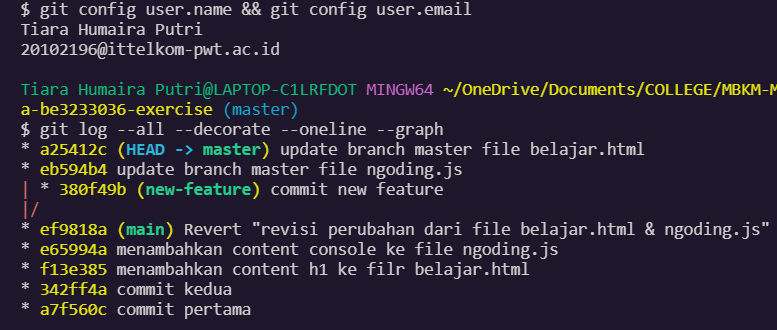 $ git config user.name && git config user.email
Tiara Humaira Putri
20102196@ittelkom-pwt.ac.id
Tiara Humaira Putri@LAPTOP-C1LRFDOT MINGW64 ~/OneDrive/Documents/COLLEGE/MBKM-M
a-be3233036-exercise (master)
$ git log --all --decorate --oneline --graph
* a25412c (HEAD -> master) update branch master file belajar.html
* eb594b4 update branch master file ngoding.js
| * 380f49b (new-feature) commit new feature
|/
* ef9818a (main) Revert "revisi perubahan dari file belajar.html & ngoding.js"
* e65994a menambahkan content console ke file ngoding.js
* f13e385 menambahkan content h1 ke filr belajar.html
* 342ff4a commit kedua
* a7f560c commit pertama